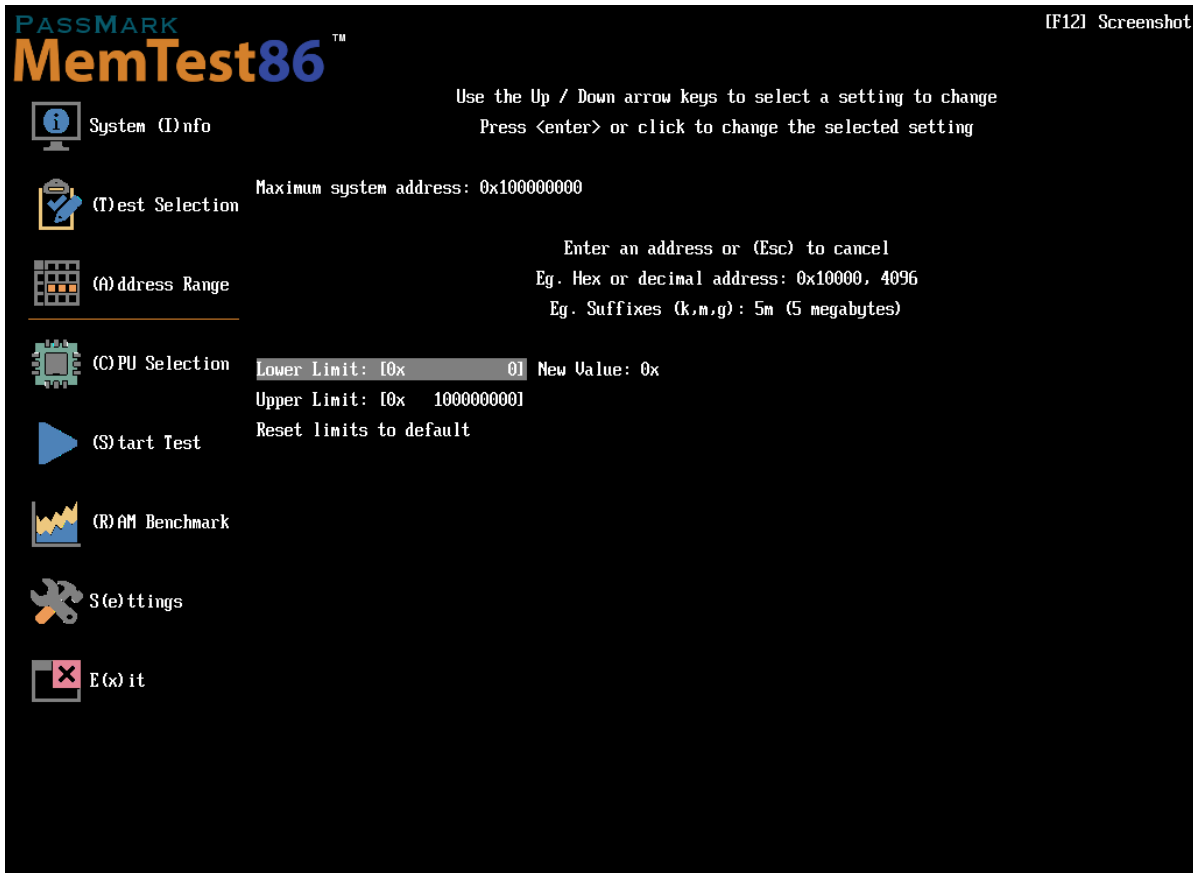 PASSMARK
MemTest86™
[F12] Screenshot
Use the Up / Down arrow keys to select a setting to change
Press <enter> or click to change the selected setting
System (I)nfo
(T)est Selection
(A)ddress Range
(C)PU Selection
(S)tart Test
(R)AM Benchmark
S(e)ttings
E(x)it
Maximum system address: 0x100000000
Enter an address or (Esc) to cancel
Eg. Hex or decimal address: 0x10000, 4096
Eg. Suffixes (k,m,g): 5m (5 megabytes)
Lower Limit: [0x 0] New Value: 0x
Upper Limit: [0x 100000000]
Reset limits to default